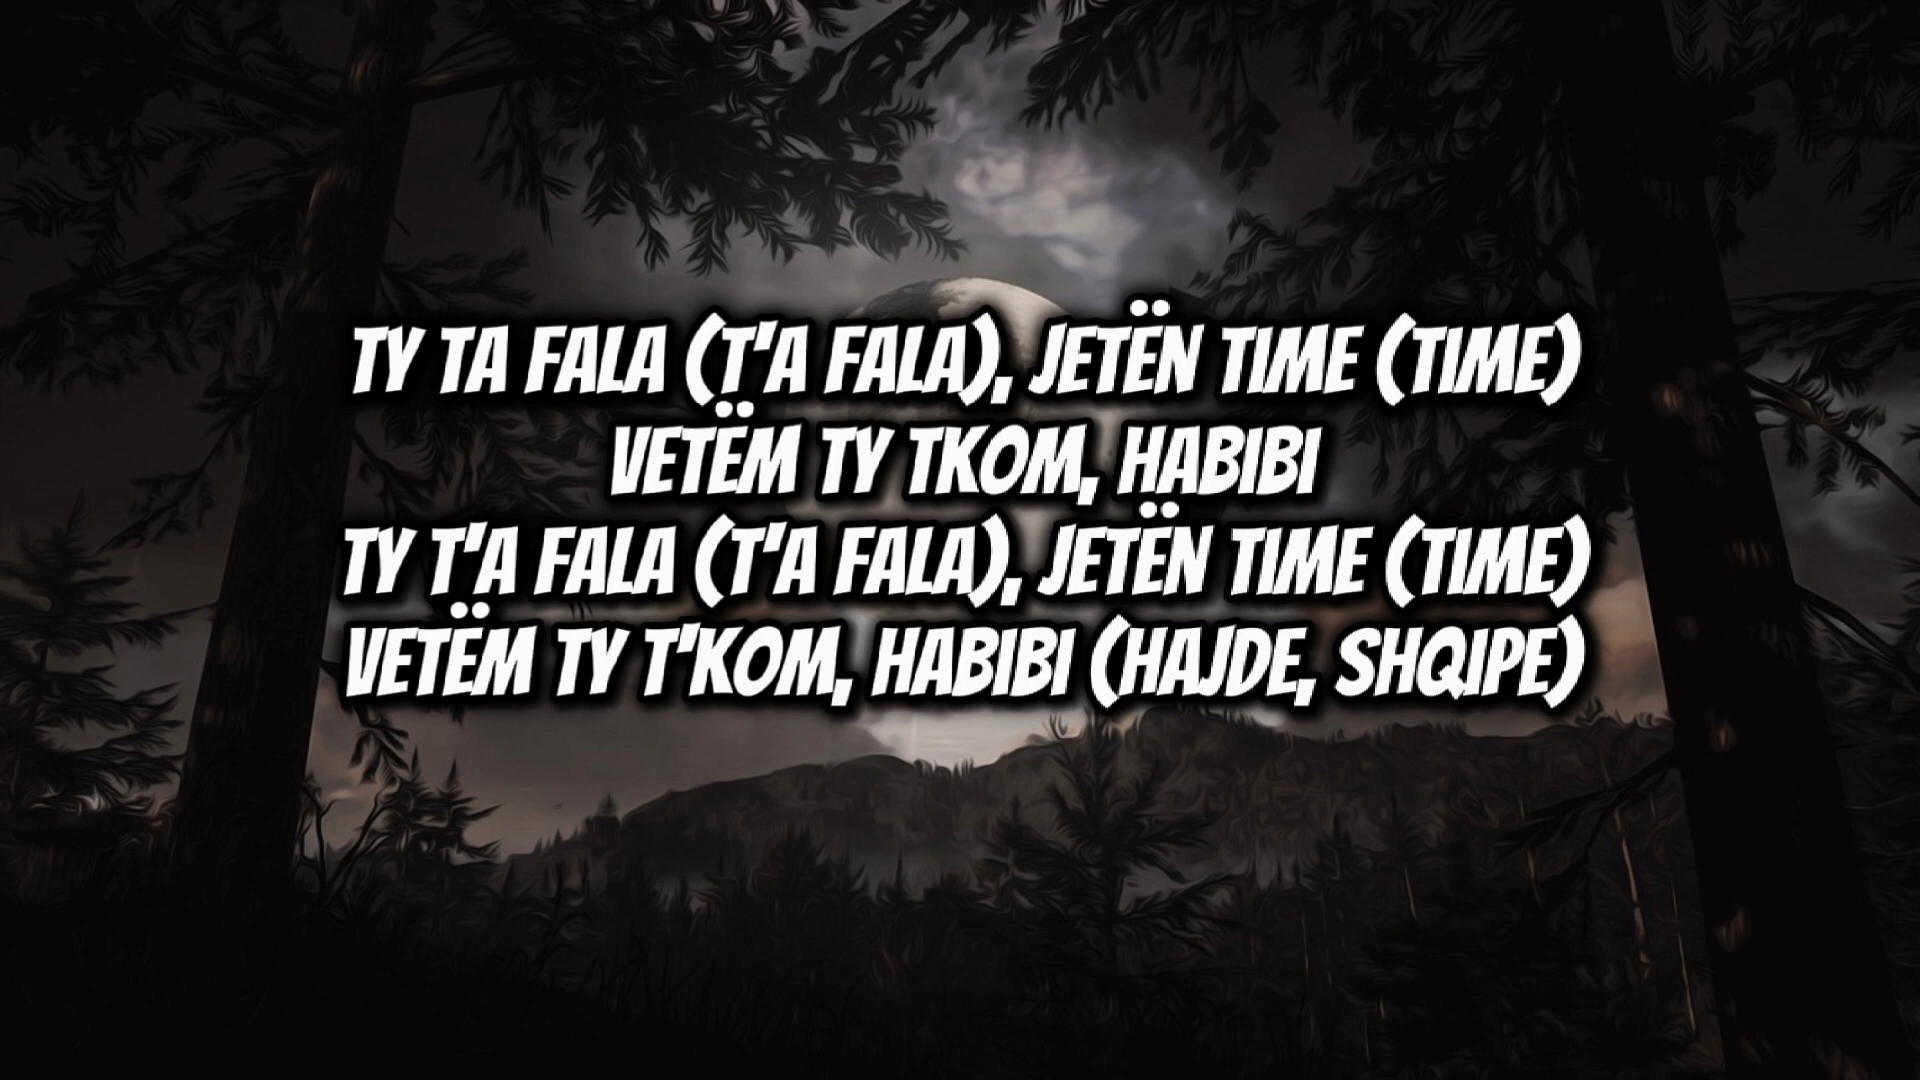 TY TA FALA (T'A FALA), JETËN TIME (TIME)
VETËM TY TKOM, HABIBI
TY T'A FALA (T'A FALA), JETËN TIME (TIME)
VETËM TY T'KOM, HABIBI (HAJDE, SHQIPE)